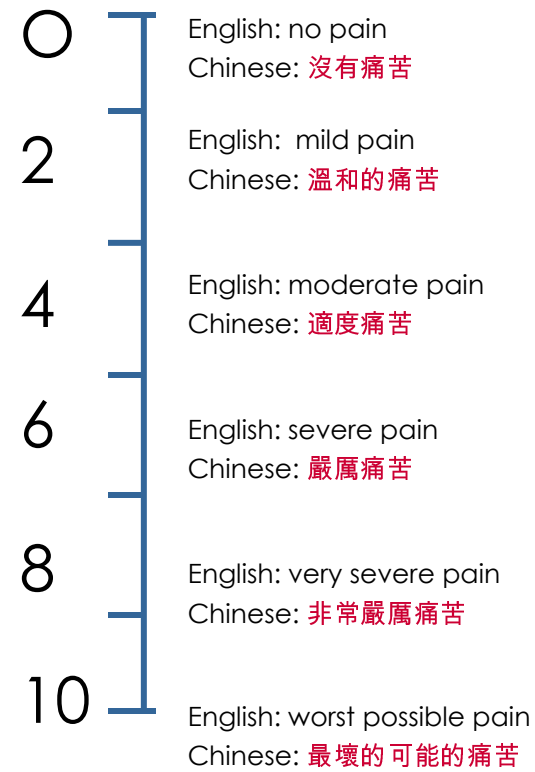 0
English: no pain
Chinese: 沒有痛苦
2
English: mild pain
Chinese: 溫和的痛苦
4
English: moderate pain
Chinese: 適度痛苦
6
English: severe pain
Chinese: 嚴厲痛苦
8
English: very severe pain
Chinese: 非常嚴厲痛苦
10
English: worst possible pain
Chinese: 最壞的可能的痛苦